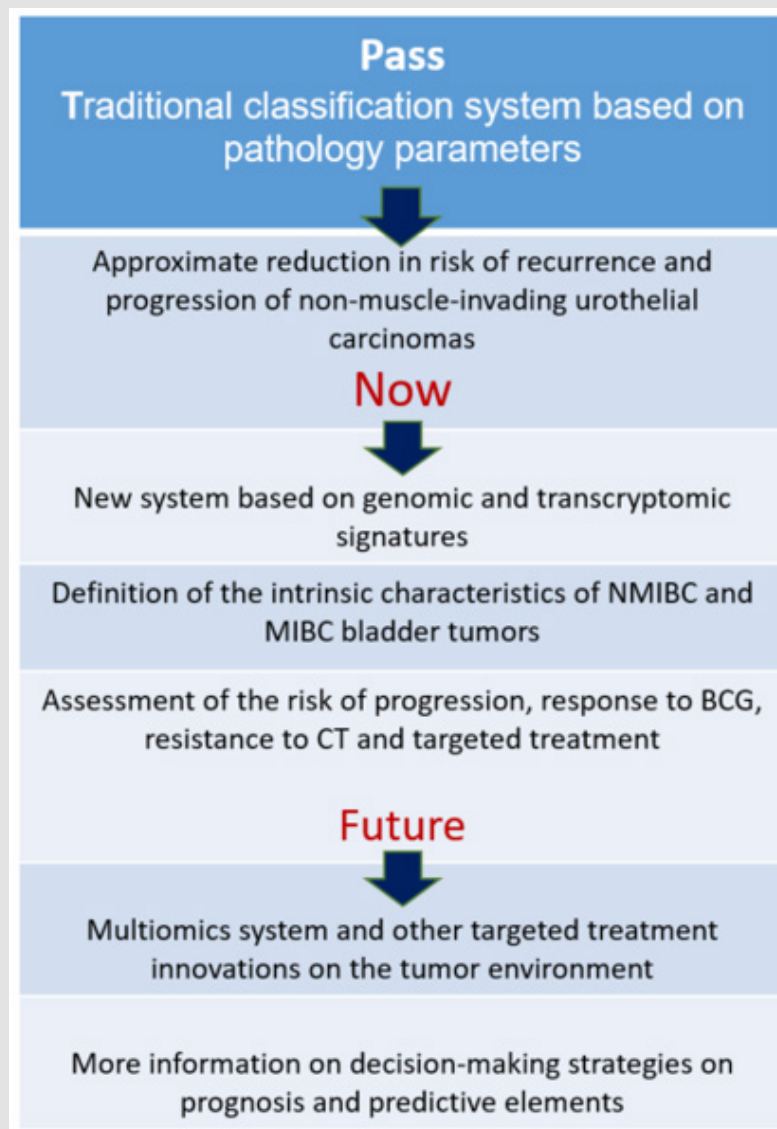 Pass
Traditional classification system based on
pathology parameters
Approximate reduction in risk of recurrence and
progression of non-muscle-invading urothelial
carcinomas
Now
New system based on genomic and transcryptomic
signatures
Definition of the intrinsic characteristics of NMIBC and
MIBC bladder tumors
Assessment of the risk of progression, response to BCG,
resistance to CT and targeted treatment
Future
Multiomics system and other targeted treatment
innovations on the tumor environment
More information on decision-making strategies on
prognosis and predictive elements